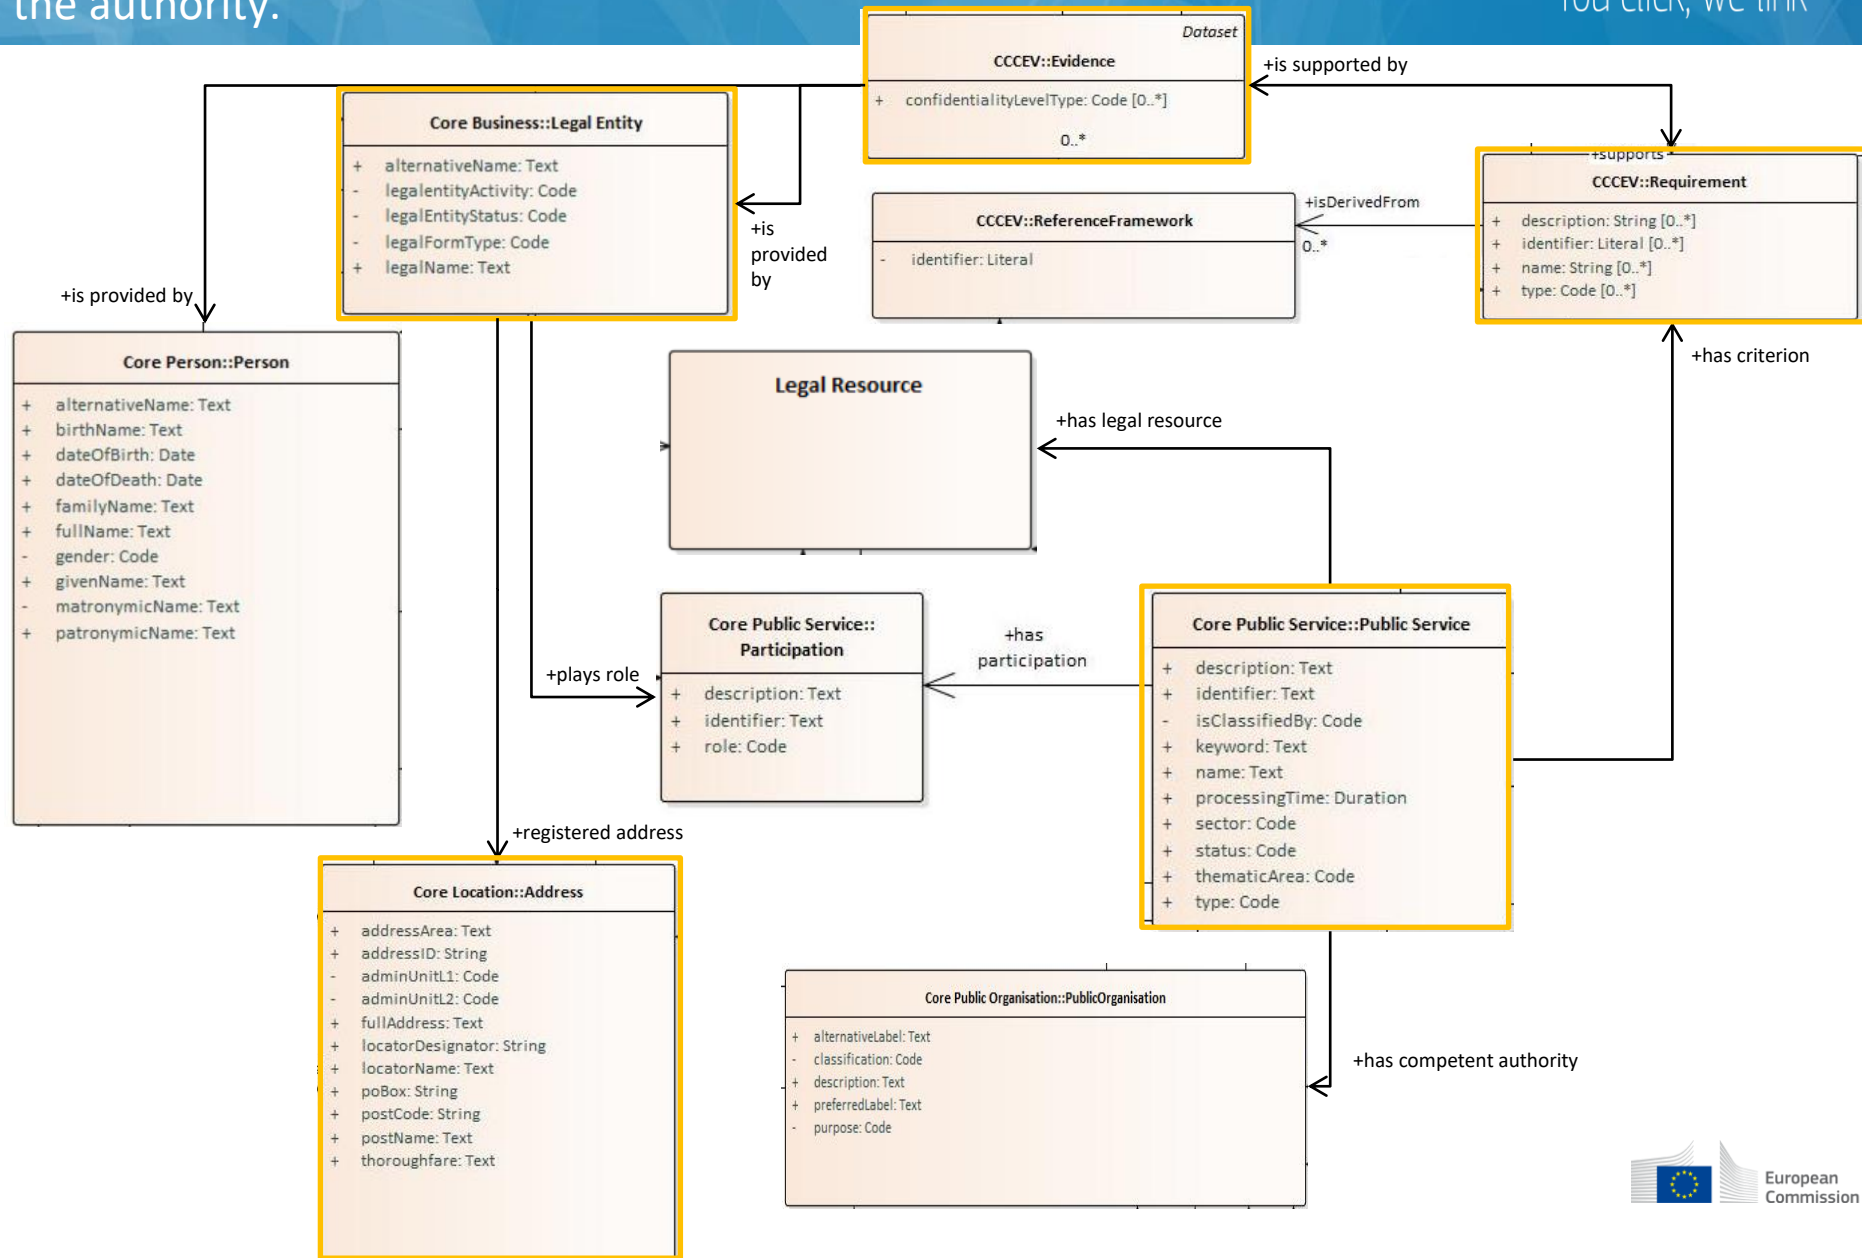 the authority.
You click, we link
Dataset
CCCEV::Evidence
+ confidentialityLevelType: Code [0..*]
0..*
+is supported by
Core Business::Legal Entity
+ alternativeName: Text
- legalentityActivity: Code
- legalEntityStatus: Code
- legalFormType: Code
+ legalName: Text
+is
provided
by
+supports
CCCEV::Requirement
+ description: String [0..*]
+ identifier: Literal [0..*]
+ name: String [0..*]
+ type: Code [0..*]
CCCEV::ReferenceFramework
- identifier: Literal
+isDerivedFrom
0..*
+is provided by
Core Person::Person
+ alternativeName: Text
+ birthName: Text
+ dateOfBirth: Date
+ dateOfDeath: Date
+ familyName: Text
+ fullName: Text
- gender: Code
+ givenName: Text
- matronymicName: Text
+ patronymicName: Text
Legal Resource
+has legal resource
+has criterion
Core Public Service::
Participation
+ description: Text
+ identifier: Text
+ role: Code
+plays role
+has
participation
Core Public Service::Public Service
+ description: Text
+ identifier: Text
- isClassifiedBy: Code
+ keyword: Text
+ name: Text
+ processingTime: Duration
+ sector: Code
+ status: Code
+ thematicArea: Code
+ type: Code
+registered address
Core Location::Address
+ addressArea: Text
+ addressID: String
- adminUnitL1: Code
- adminUnitL2: Code
+ fullAddress: Text
+ locatorDesignator: String
+ locatorName: Text
+ poBox: String
+ postCode: String
+ postName: Text
+ thoroughfare: Text
Core Public Organisation::PublicOrganisation
+ alternativeLabel: Text
- classification: Code
+ description: Text
+ preferredLabel: Text
- purpose: Code
+has competent authority
European
Commission